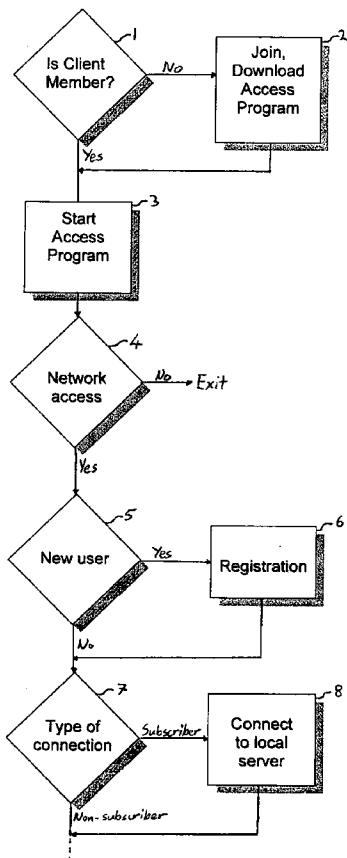 1
Is Client
Member?
No
2
Join,
Download
Access
Program
Yes
3
Start
Access
Program
4
Network
access
No
Exit
Yes
5
New user
Yes
6
Registration
No
7
Type of
connection
Subscriber
8
Connect
to local
server
Non-subscriber